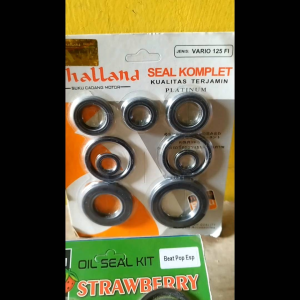 JENIS VARIO 125 FI
hallana
SUKU CADANG MOTOR
SEAL KOMPLET
KUALITAS TERJAMIN
PLATINUM
OIL SEAL KIT
Beat Pop Esp
STRAWBERRY